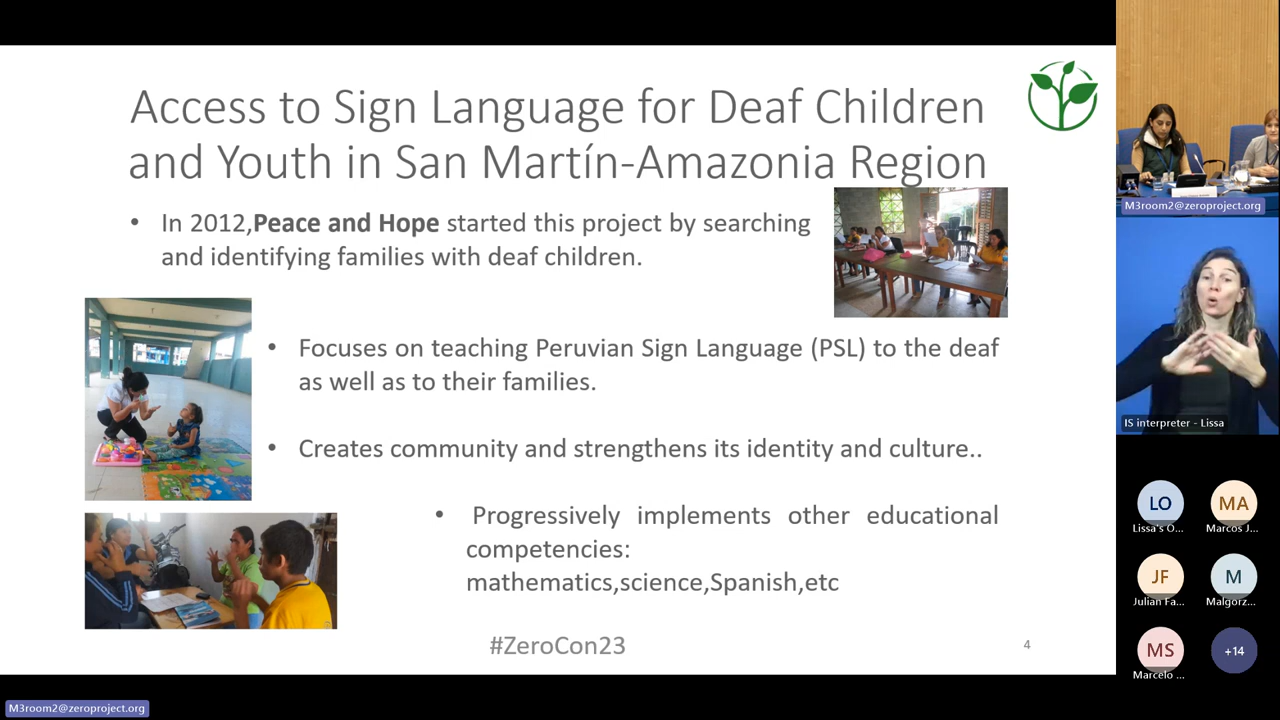 Access to Sign Language for Deaf Children
and Youth in San Martín-Amazonia Region
• In 2012,Peace and Hope started this project by searching
and identifying families with deaf children.
• Focuses on teaching Peruvian Sign Language (PSL) to the deaf
as well as to their families.
• Creates community and strengthens its identity and culture..
• Progressively implements other educational
competencies:
mathematics,science,Spanish,etc
#ZeroCon23
4
M3room2@zeroproject.org
IS interpreter - Lissa
LO
MA
Lissa's O...
Marcos J...
JF
M
Julian Fa...
Malgorz...
MS
+14
Marcelo ...
M3room2@zeroproject.org